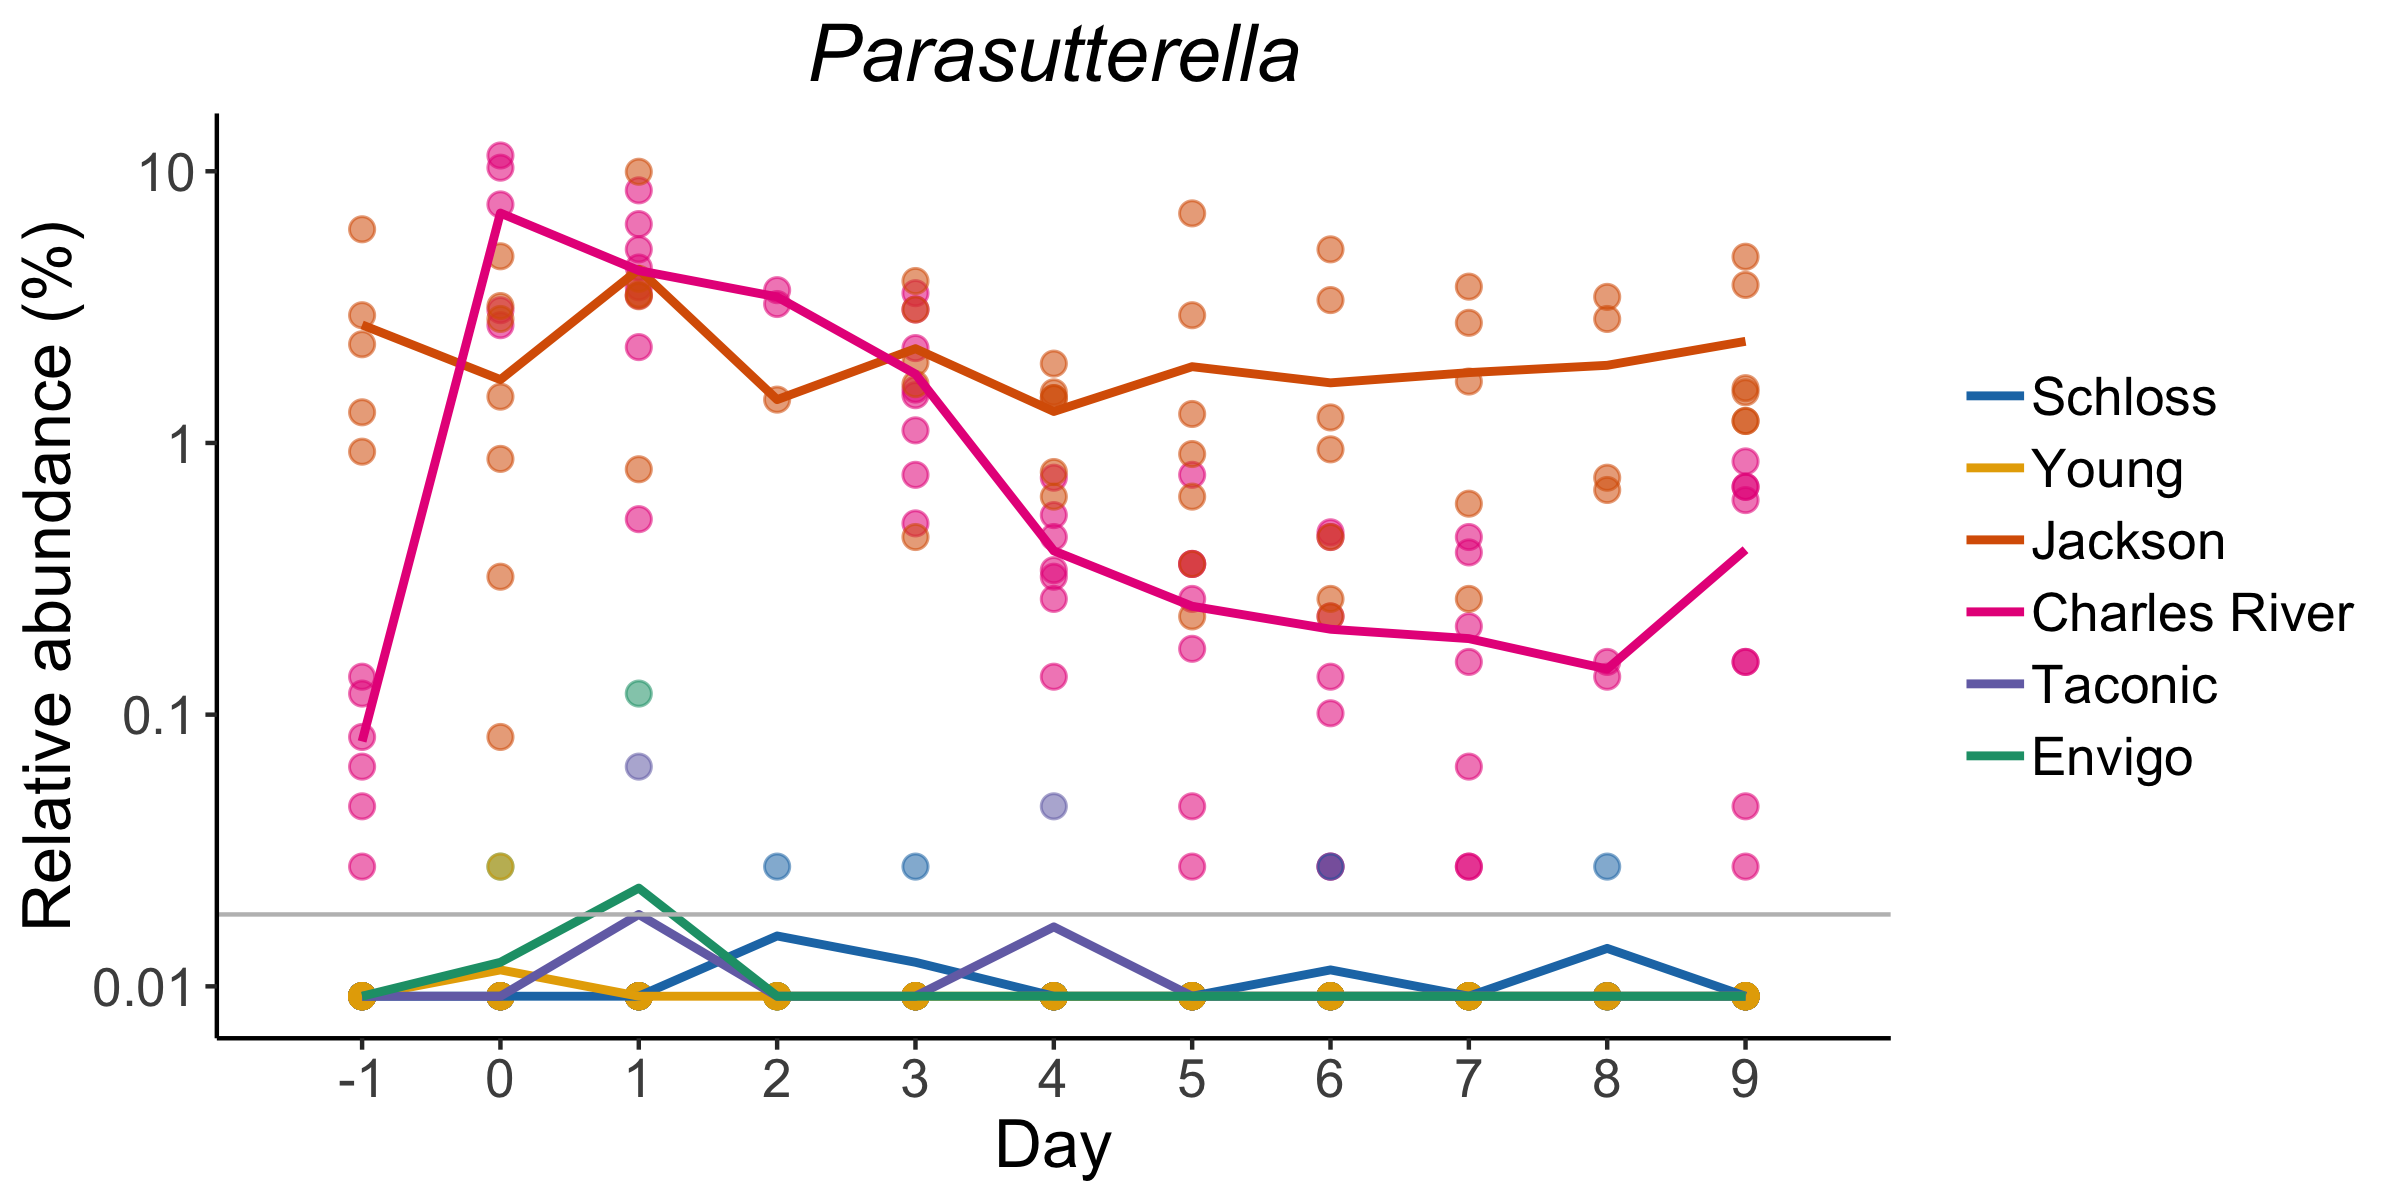 Parasutterella
Relative abundance (%)
10
1
0.1
0.01
-1 0 1 2 3 4 5 6 7 8 9
Day
Schloss
Young
Jackson
Charles River
Taconic
Envigo